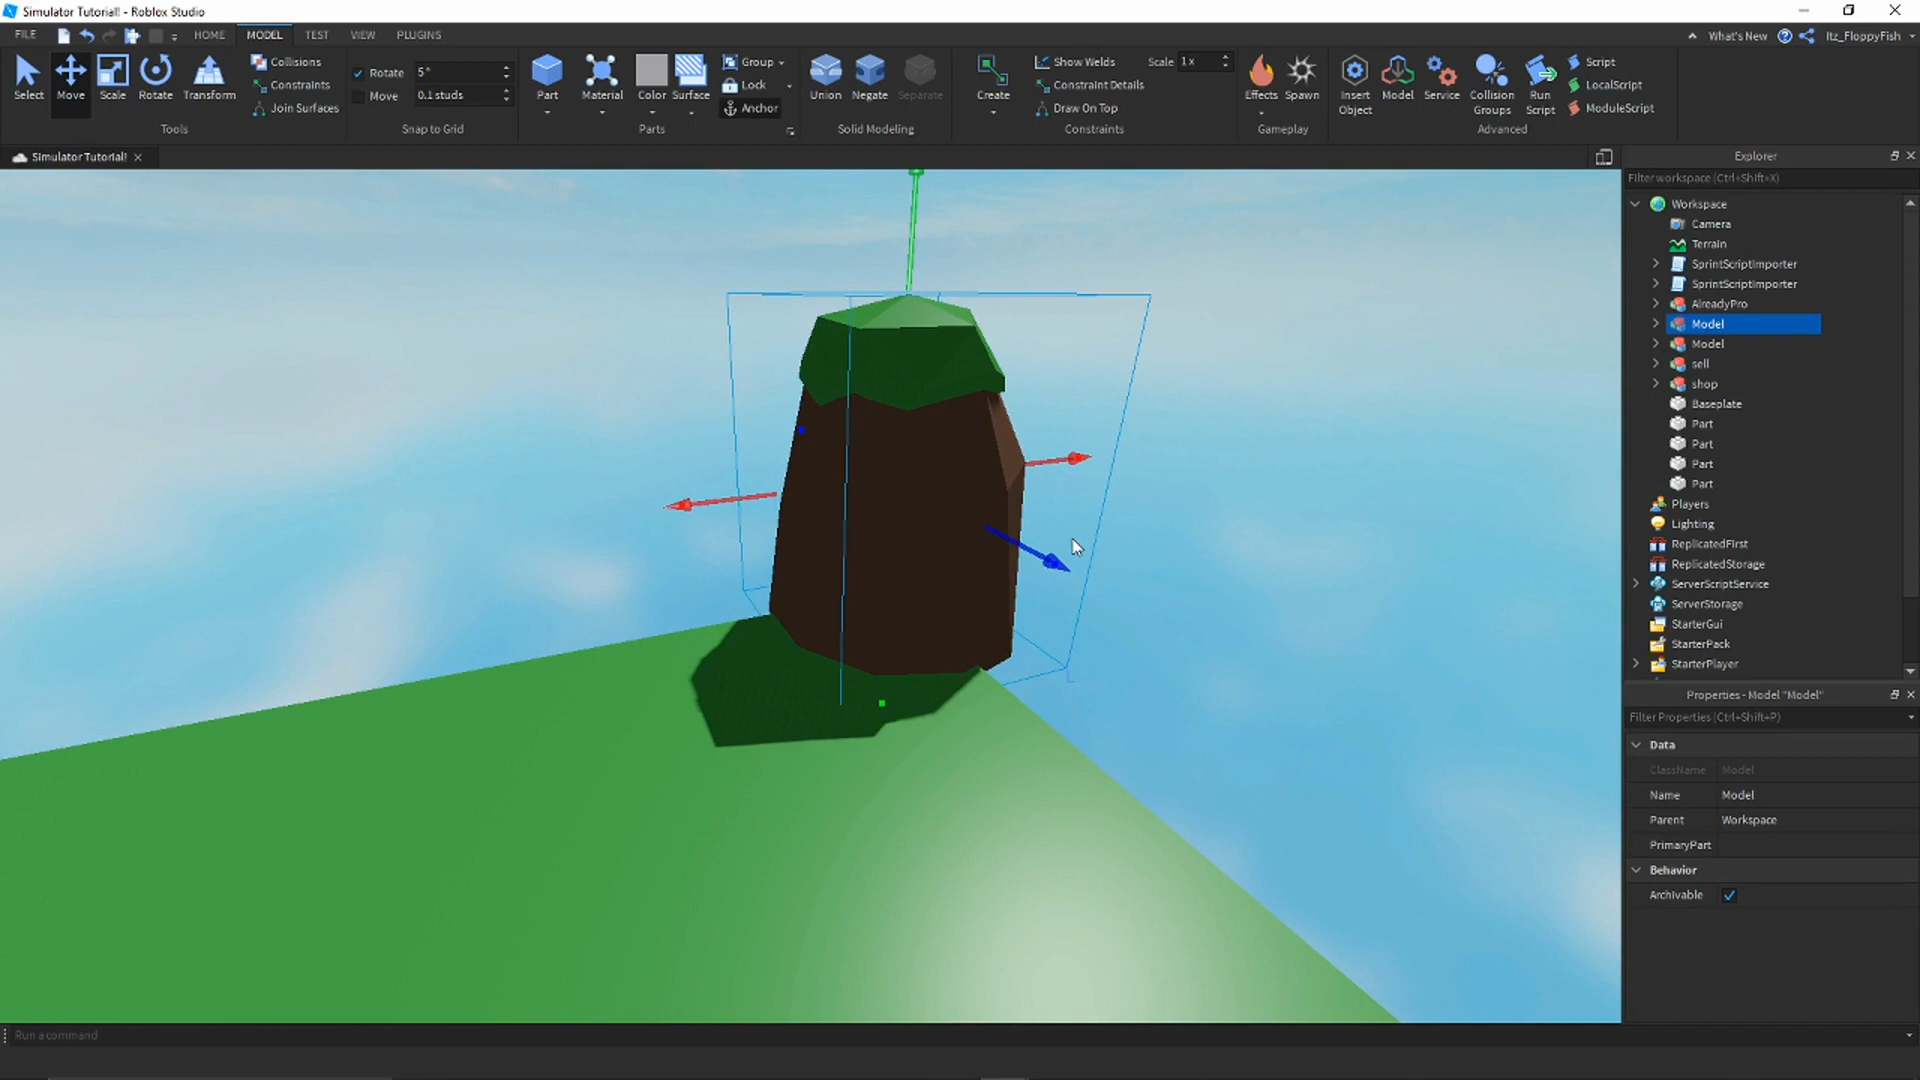 Simulator Tutorial! - Roblox Studio
FILE HOME MODEL TEST VIEW PLUGINS What's New Itz_FloppyFish
Select Move Scale Rotate Transform
Collisions
Constraints
Join Surfaces
Tools
Rotate 5°
Move 0.1 studs
Snap to Grid
Part Material Color Surface
Group
Lock
Anchor
Parts
Union Negate Separate
Solid Modeling
Create
Show Welds
Constraint Details
Draw On Top
Scale 1x
Constraints
Effects Spawn
Gameplay
Insert Object
Model
Service
Collision Groups
Run Script
Script
LocalScript
ModuleScript
Advanced
Simulator Tutorial!
Explorer
Filter workspace (Ctrl+Shift+X)
Workspace
Camera
Terrain
SprintScriptImporter
SprintScriptImporter
AlreadyPro
Model
Model
sell
shop
Baseplate
Part
Part
Part
Part
Players
Lighting
ReplicatedFirst
ReplicatedStorage
ServerScriptService
ServerStorage
StarterGui
StarterPack
StarterPlayer
Properties - Model "Model"
Filter Properties (Ctrl+Shift+P)
Data
ClassName Model
Name Model
Parent Workspace
PrimaryPart
Behavior
Archivable
Run a command